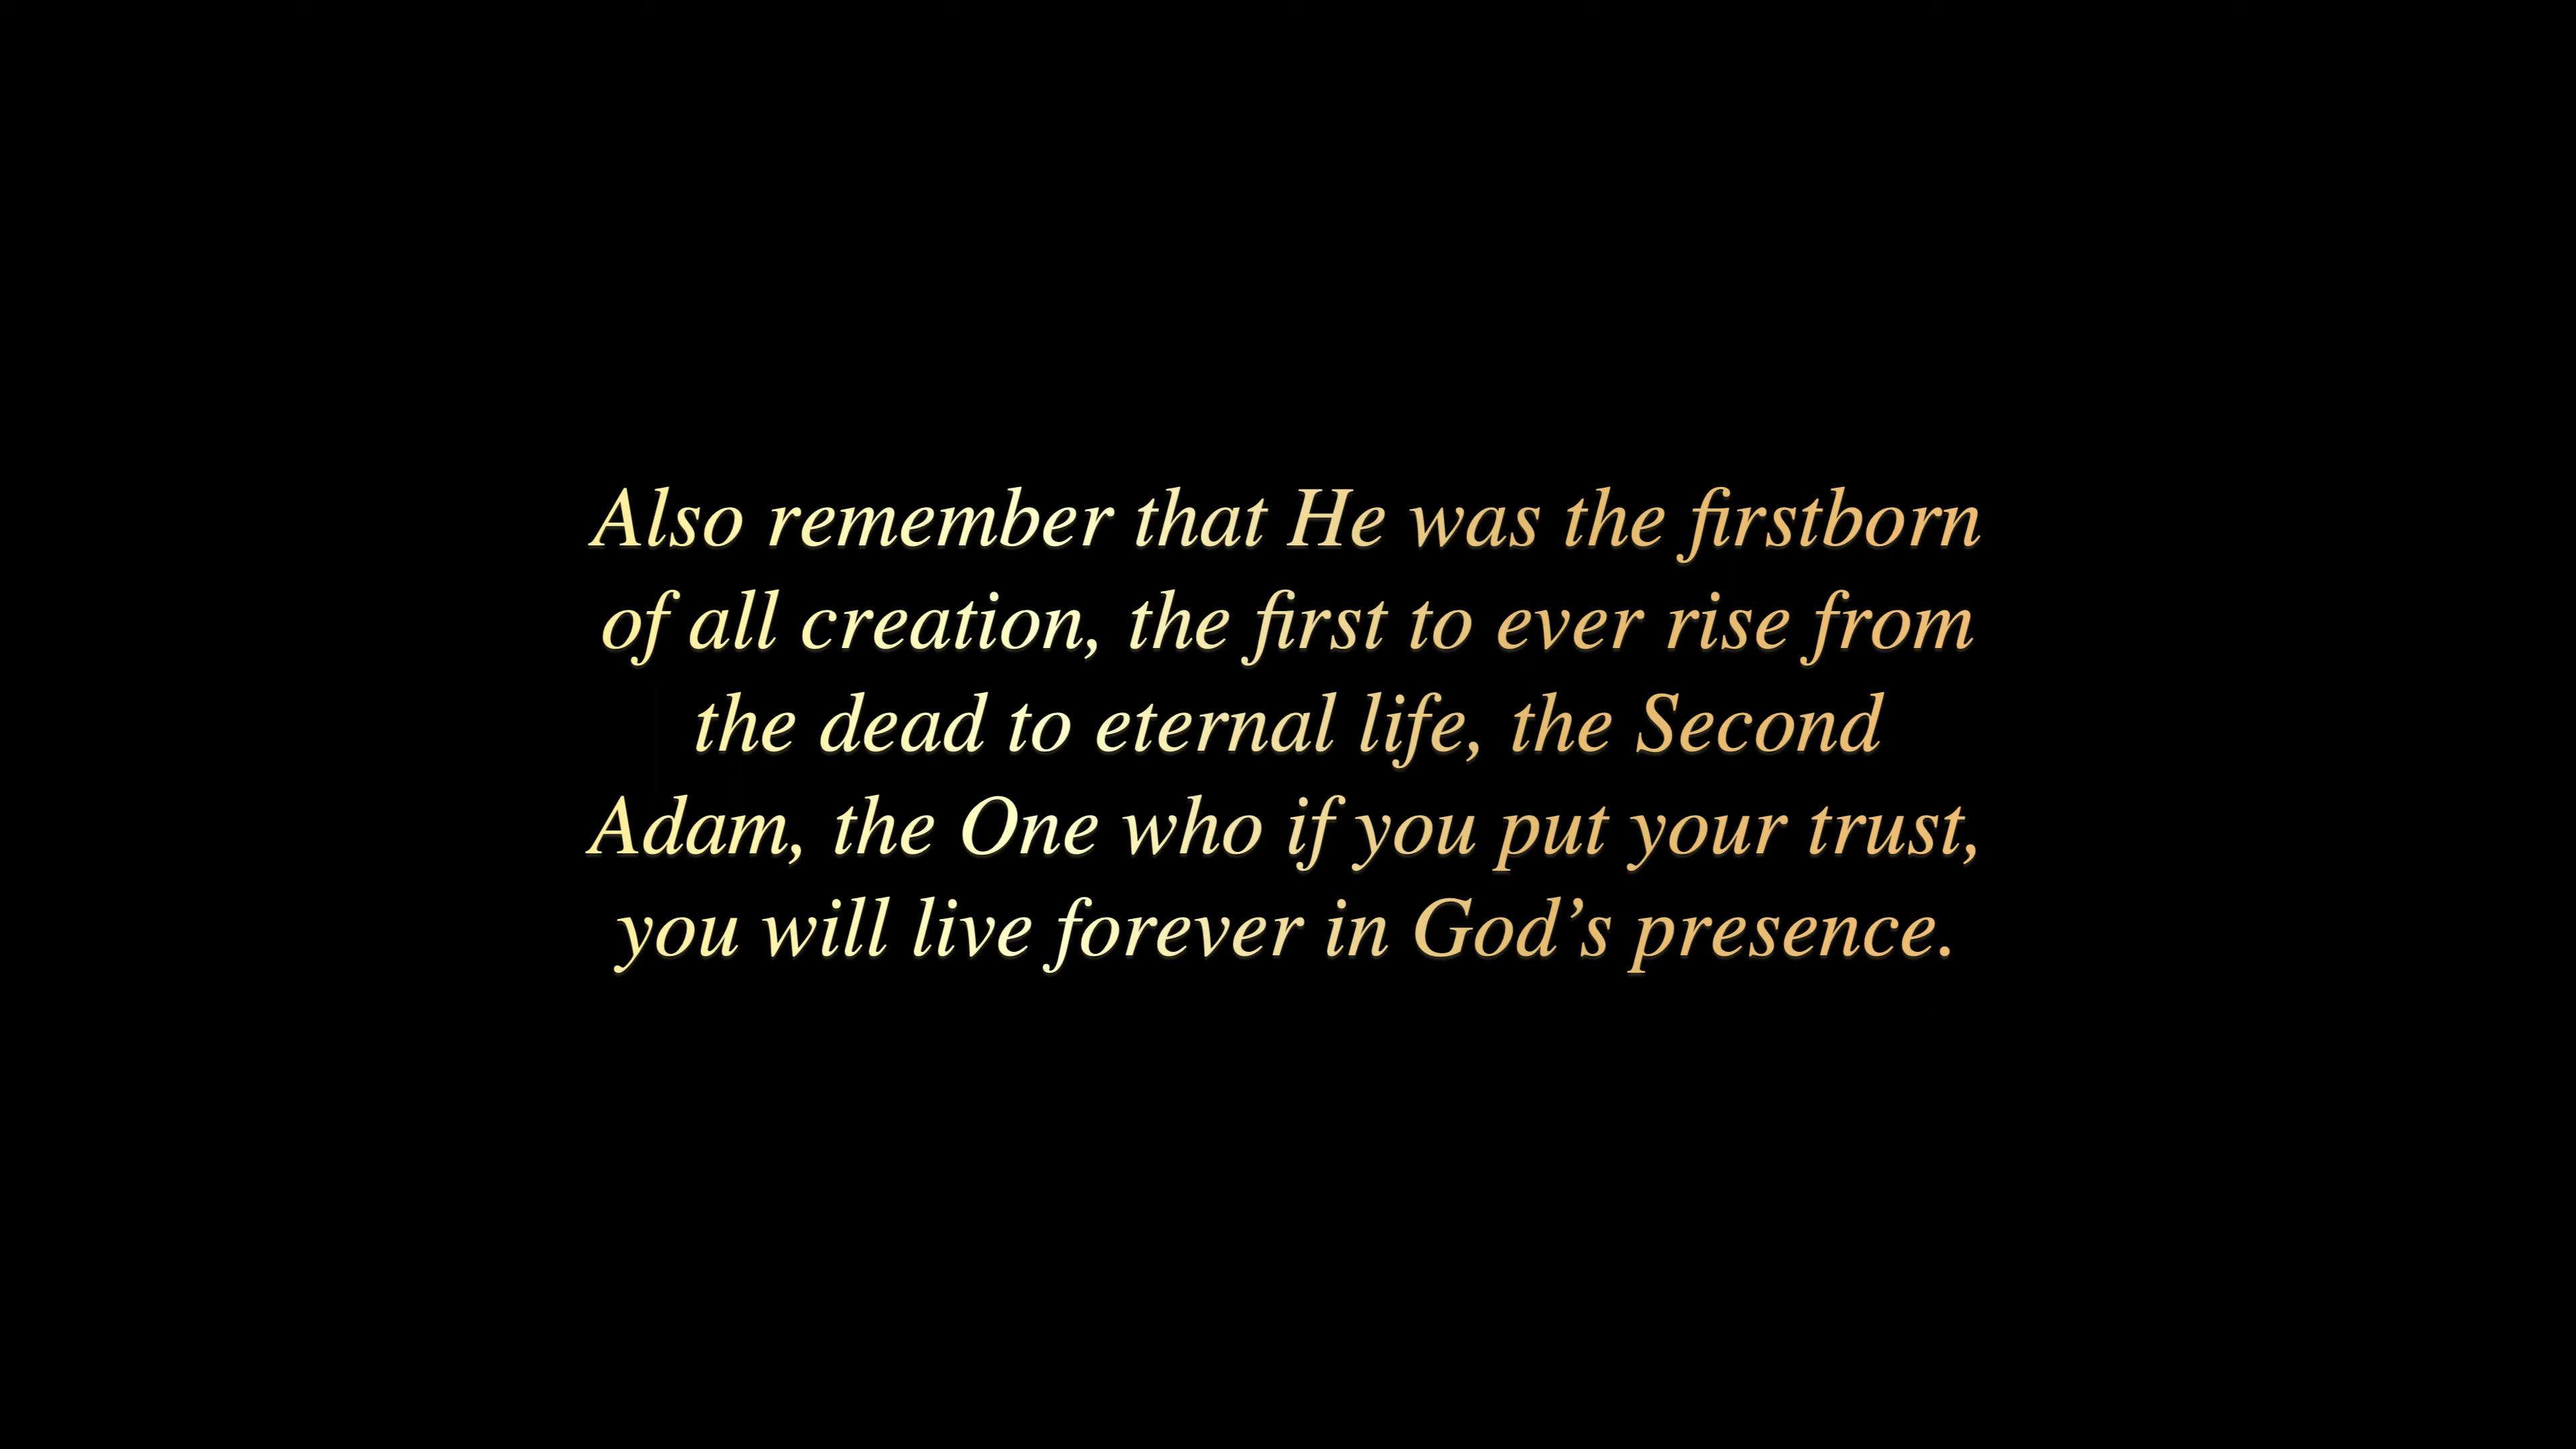 Also remember that He was the firstborn
of all creation, the first to ever rise from
the dead to eternal life, the Second
Adam, the One who if you put your trust,
you will live forever in God’s presence.